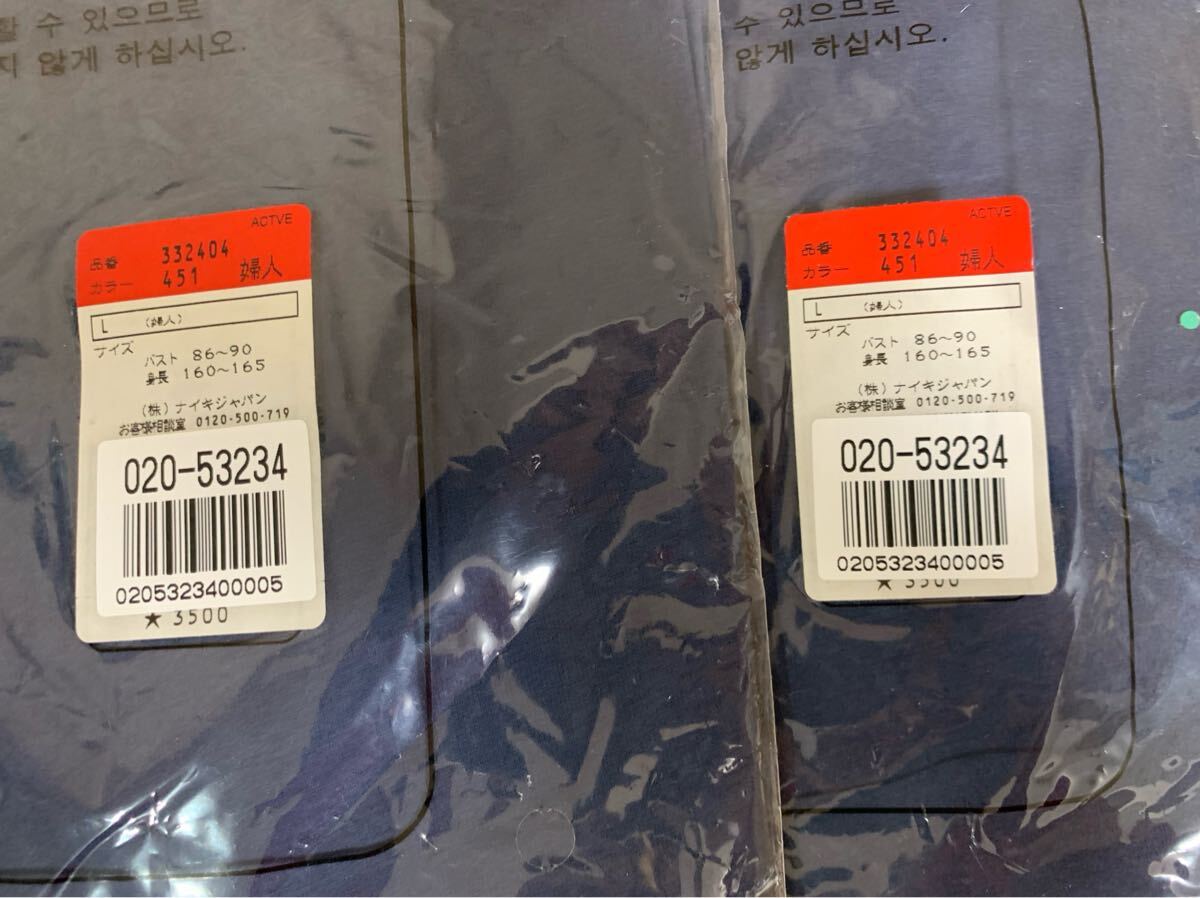 할 수 있으므로
지 않게 하십시오.
ACTVE
品番 332404
カラー 451 婦人
L (婦人)
サイズ
バスト 86～90
身長 160～165
(株)ナイキジャパン
お客様相談室 0120-500-719
020-53234
0205323400005
★ 3500
수 있으므로
않게 하십시오.
ACTVE
品番 332404
カラー 451 婦人
L (婦人)
サイズ
バスト 86～90
身長 160～165
(株)ナイキジャパン
お客様相談室 0120-500-719
020-53234
0205323400005
★ 3500